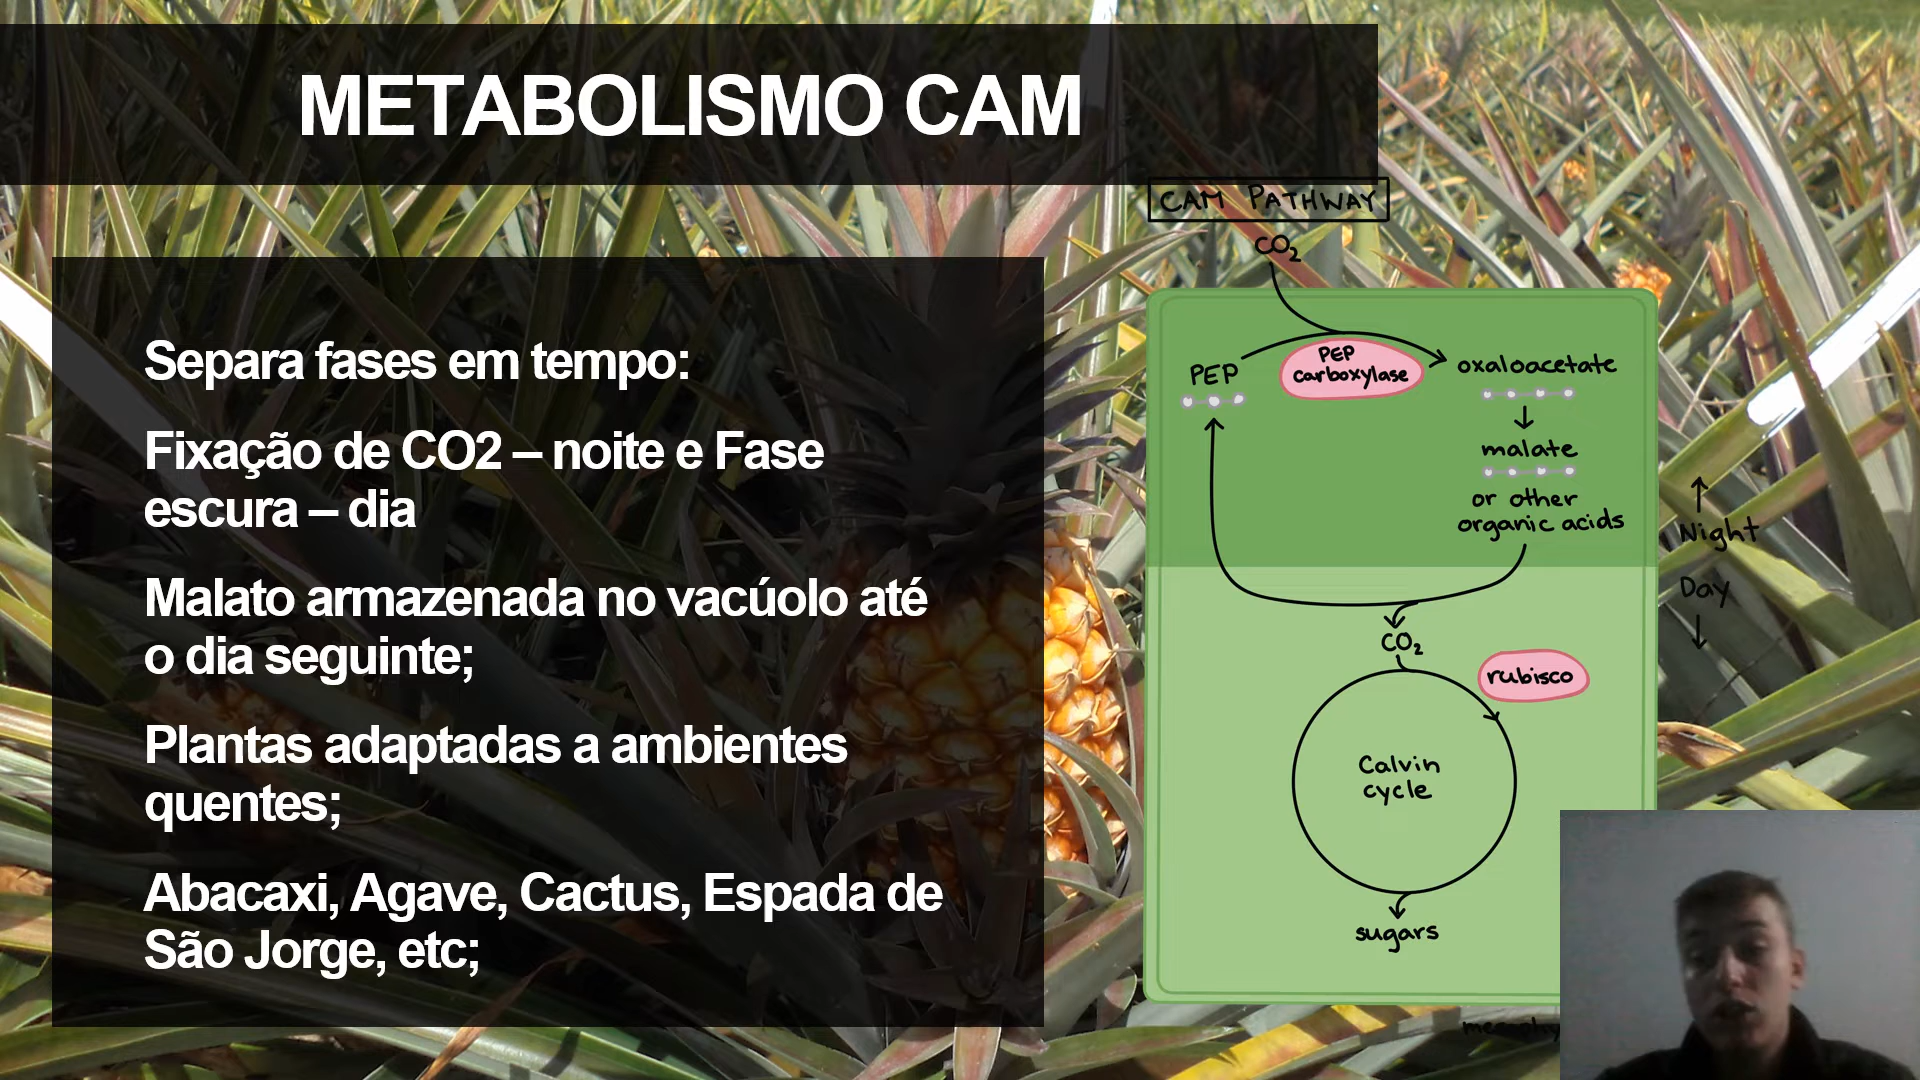 METABOLISMO CAM
Separa fases em tempo:
Fixação de CO2 – noite e Fase
escura – dia
Malato armazenada no vacúolo até
o dia seguinte;
Plantas adaptadas a ambientes
quentes;
Abacaxi, Agave, Cactus, Espada de
São Jorge, etc;
CAM PATHWAY
CO2
PEP
PEP
carboxylase
oxaloacetate
malate
or other
organic acids
Night
Day
CO2
rubisco
Calvin
cycle
sugars